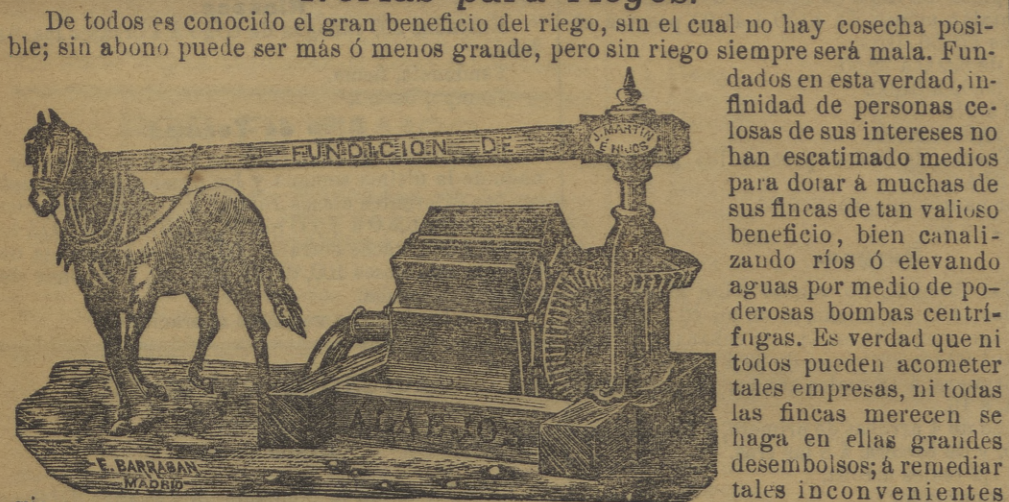 Norias para riegos.
De todos es conocido el gran beneficio del riego, sin el cual no hay cosecha posi-
ble; sin abono puede ser más ó menos grande, pero sin riego siempre será mala. Fun-
dados en esta verdad, in-
finidad de personas ce-
losas de sus intereses no
han escatimado medios
para dotar á muchas de
sus fincas de tan valioso
beneficio, bien canali-
zando ríos ó elevando
aguas por medio de po-
derosas bombas centrí-
fugas. Es verdad que ni
todos pueden acometer
tales empresas, ni todas
las fincas merecen se
haga en ellas grandes
desembolsos; á remediar
tales inconvenientes
FUNDICION DE
J. MARTIN
E HIJOS
ALAEJOS
E. BARRABAN
MADRID